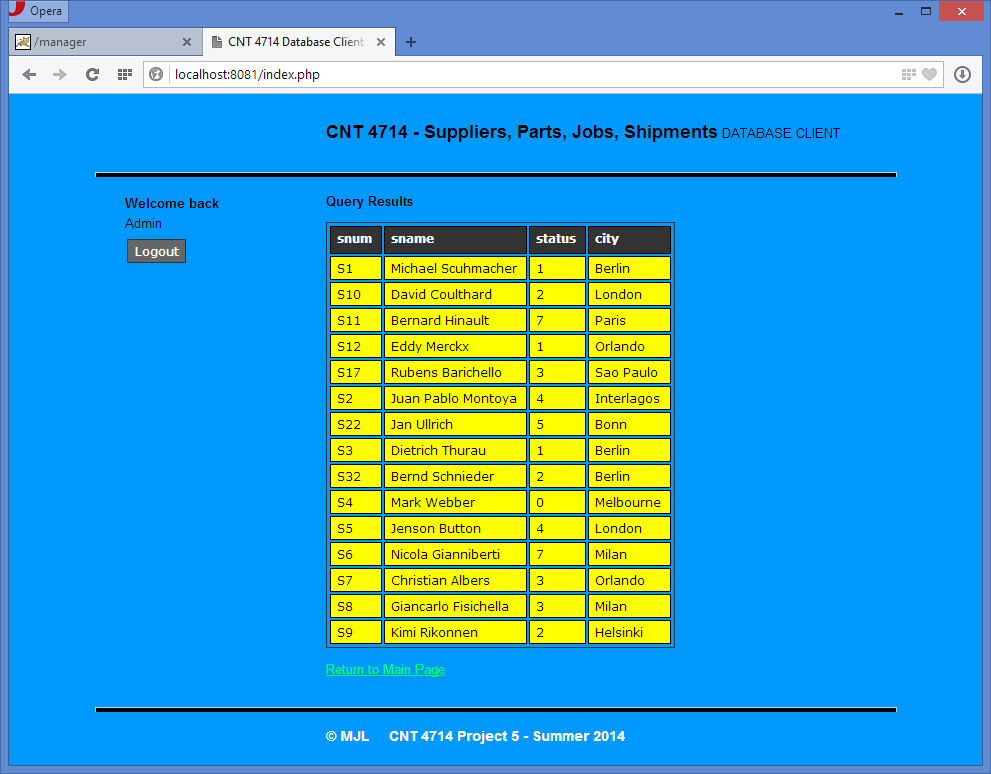 Opera
/manager
CNT 4714 Database Client
localhost:8081/index.php
CNT 4714 - Suppliers, Parts, Jobs, Shipments DATABASE CLIENT
Welcome back
Admin
Logout
Query Results
snum sname status city
S1 Michael Scuhmacher 1 Berlin
S10 David Coulthard 2 London
S11 Bernard Hinault 7 Paris
S12 Eddy Merckx 1 Orlando
S17 Rubens Barichello 3 Sao Paulo
S2 Juan Pablo Montoya 4 Interlagos
S22 Jan Ullrich 5 Bonn
S3 Dietrich Thurau 1 Berlin
S32 Bernd Schnieder 2 Berlin
S4 Mark Webber 0 Melbourne
S5 Jenson Button 4 London
S6 Nicola Gianniberti 7 Milan
S7 Christian Albers 3 Orlando
S8 Giancarlo Fisichella 3 Milan
S9 Kimi Rikonnen 2 Helsinki
Return to Main Page
© MJL CNT 4714 Project 5 - Summer 2014